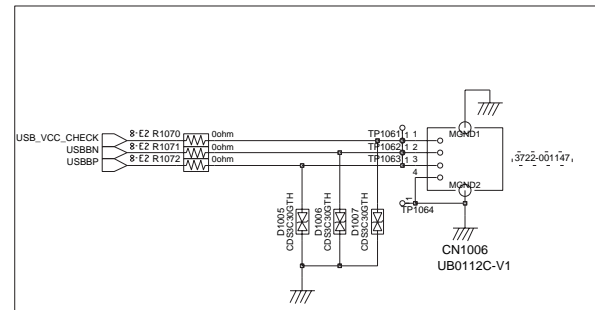 USB_VCC_CHECK 8-E2 R1070 0ohm
USBBN 8-E2 R1071 0ohm
USBBP 8-E2 R1072 0ohm
TP1061 1 1
TP1062 1 2
TP1063 1 3
4
TP1064 1
MGND1
MGND2
3722-001147
D1005
CDS3C30GTH
D1006
CDS3C30GTH
D1007
CDS3C30GTH
CN1006
UB0112C-V1